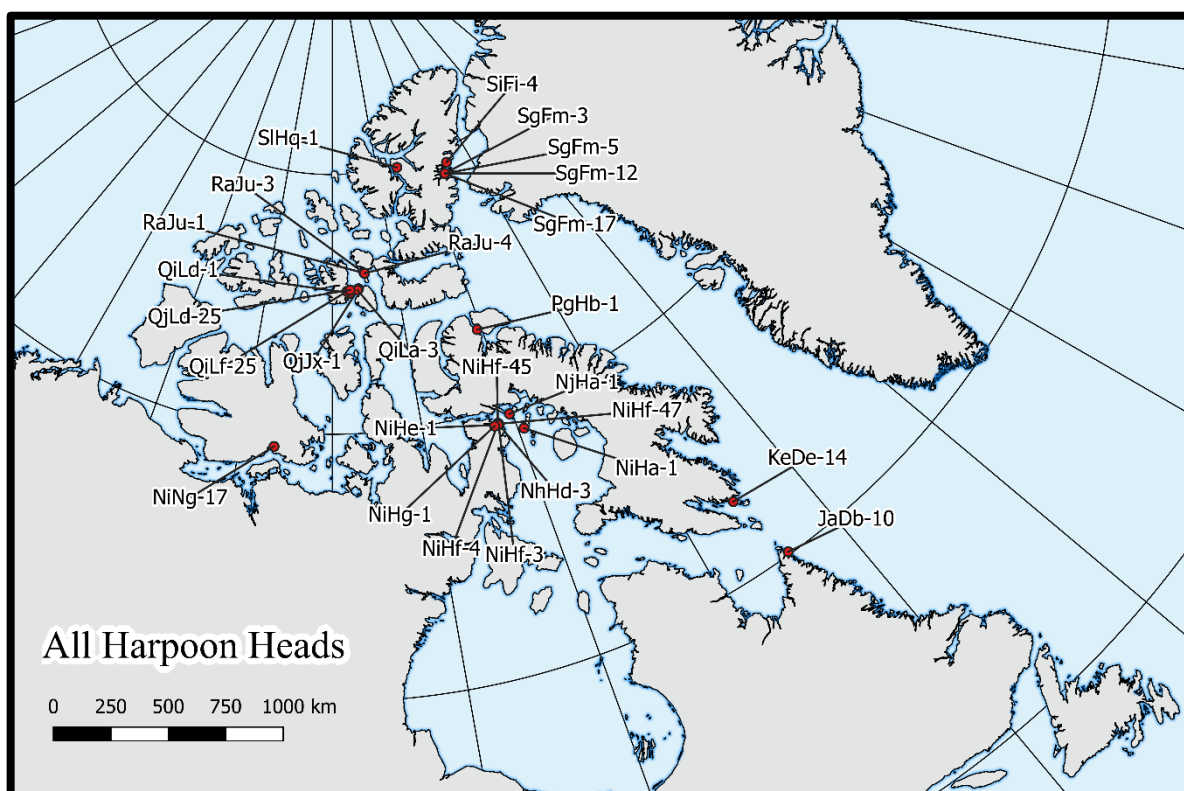 SiFi-4
SgFm-3
SlHq-1
SgFm-5
SgFm-12
RaJu-3
RaJu-1
SgFm-17
RaJu-4
QiLd-1
PgHb-1
QjLd-25
QiLf-25
QjJx-1
QiLa-3
NiHf-45
NjHa-1
NiHf-47
NiHe-1
NiHa-1
KeDe-14
NiNg-17
NhHd-3
NiHg-1
JaDb-10
NiHf-4
NiHf-3
All Harpoon Heads
0 250 500 750 1000 km